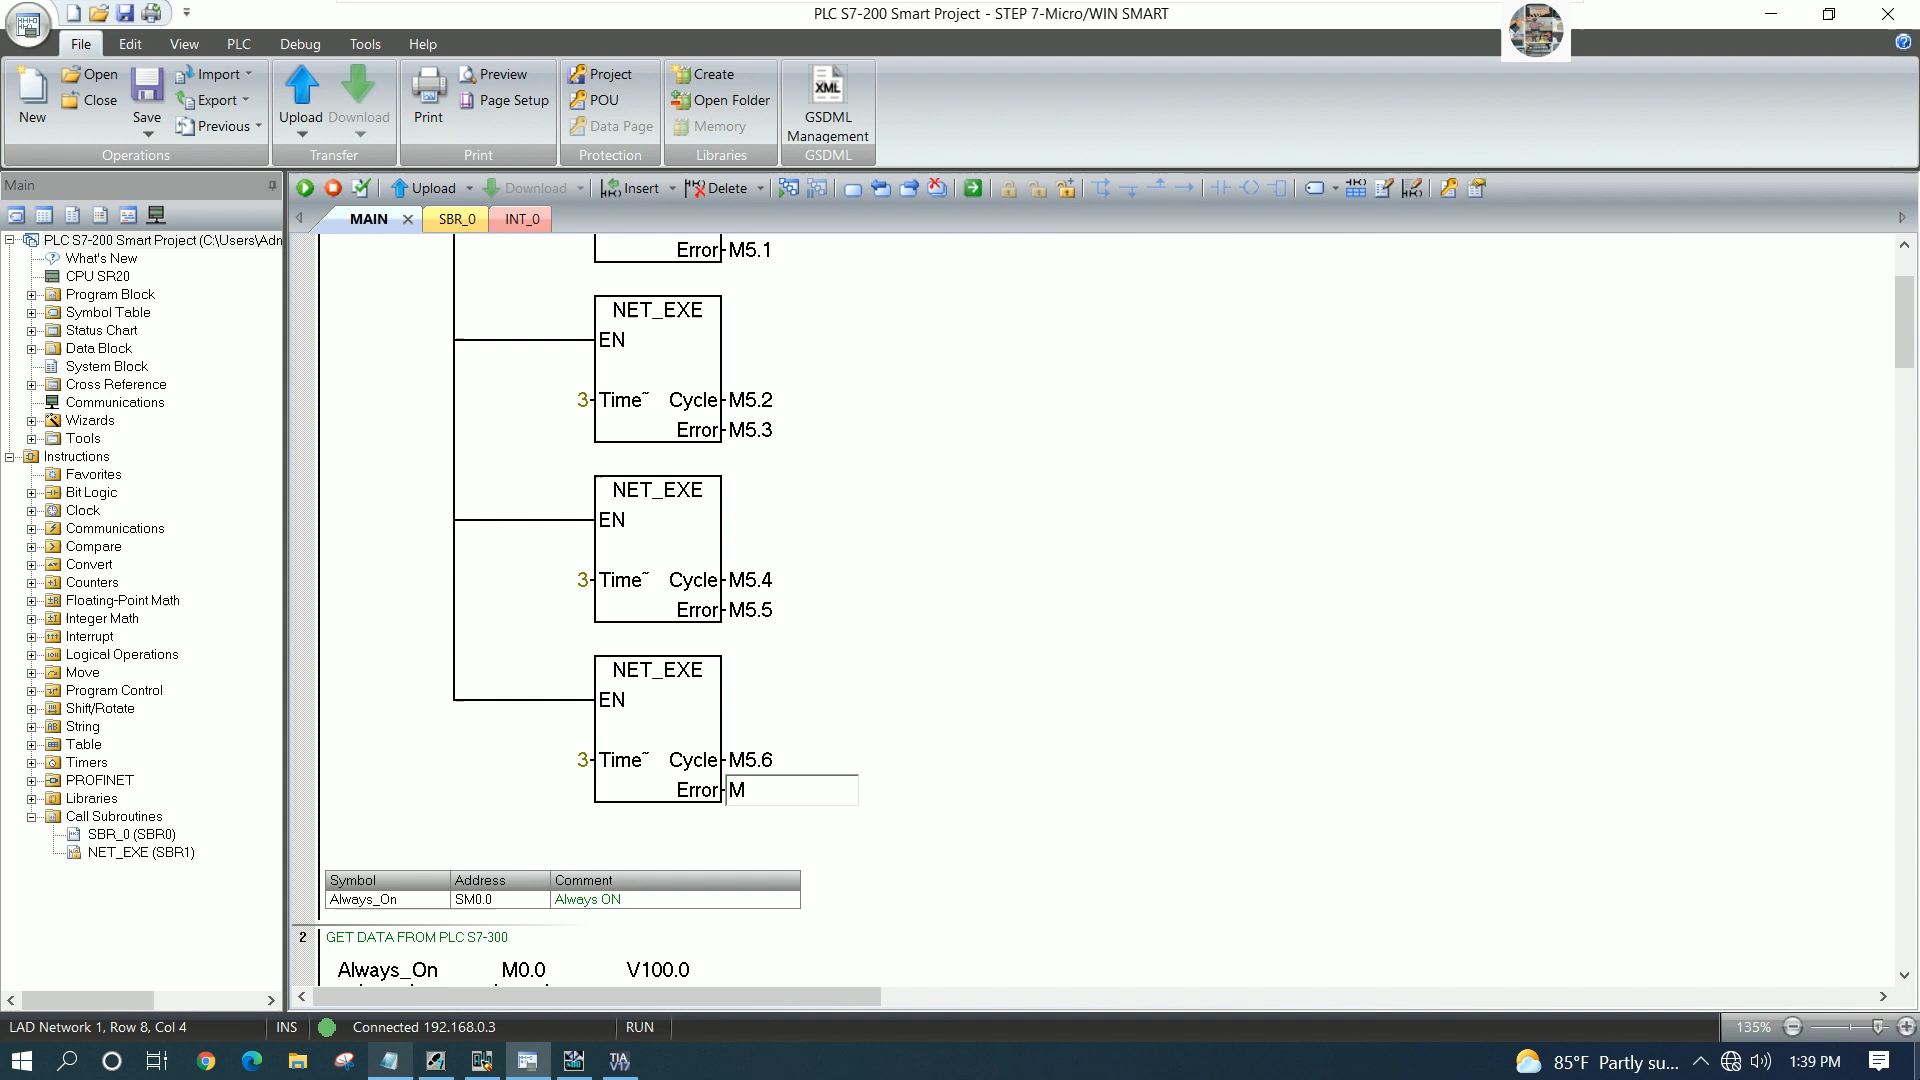 PLC S7-200 Smart Project - STEP 7-Micro/WIN SMART
File Edit View PLC Debug Tools Help
New
Open
Close
Save
Import
Export
Previous
Operations
Upload
Download
Transfer
Print
Preview
Page Setup
Print
Project
POU
Data Page
Protection
Create
Open Folder
Memory
Libraries
XML
GSDML
Management
GSDML
Main
Upload Download Insert Delete
MAIN SBR_0 INT_0
PLC S7-200 Smart Project (C:\Users\Adn
What's New
CPU SR20
Program Block
Symbol Table
Status Chart
Data Block
System Block
Cross Reference
Communications
Wizards
Tools
Instructions
Favorites
Bit Logic
Clock
Communications
Compare
Convert
Counters
Floating-Point Math
Integer Math
Interrupt
Logical Operations
Move
Program Control
Shift/Rotate
String
Table
Timers
PROFINET
Libraries
Call Subroutines
SBR_0 (SBR0)
NET_EXE (SBR1)
Error M5.1
NET_EXE
EN
3 Time~ Cycle M5.2
Error M5.3
NET_EXE
EN
3 Time~ Cycle M5.4
Error M5.5
NET_EXE
EN
3 Time~ Cycle M5.6
Error M
Symbol Address Comment
Always_On SM0.0 Always ON
2 GET DATA FROM PLC S7-300
Always_On M0.0 V100.0
LAD Network 1, Row 8, Col 4 INS Connected 192.168.0.3 RUN 135%
TIA V17
85°F Partly su... 1:39 PM